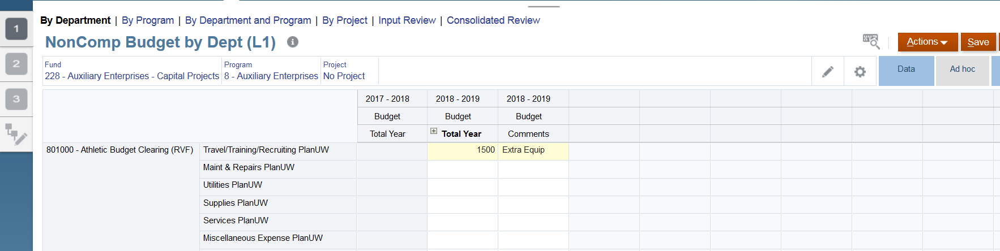 By Department | By Program | By Department and Program | By Project | Input Review | Consolidated Review
1
NonComp Budget by Dept (L1) i
Actions Save
2
Fund Program Project
228 - Auxiliary Enterprises - Capital Projects 8 - Auxiliary Enterprises No Project
Data Ad hoc
3
2017 - 2018 2018 - 2019 2018 - 2019
Budget Budget Budget
Total Year Total Year Comments
801000 - Athletic Budget Clearing (RVF) Travel/Training/Recruiting PlanUW 1500 Extra Equip
Maint & Repairs PlanUW
Utilities PlanUW
Supplies PlanUW
Services PlanUW
Miscellaneous Expense PlanUW